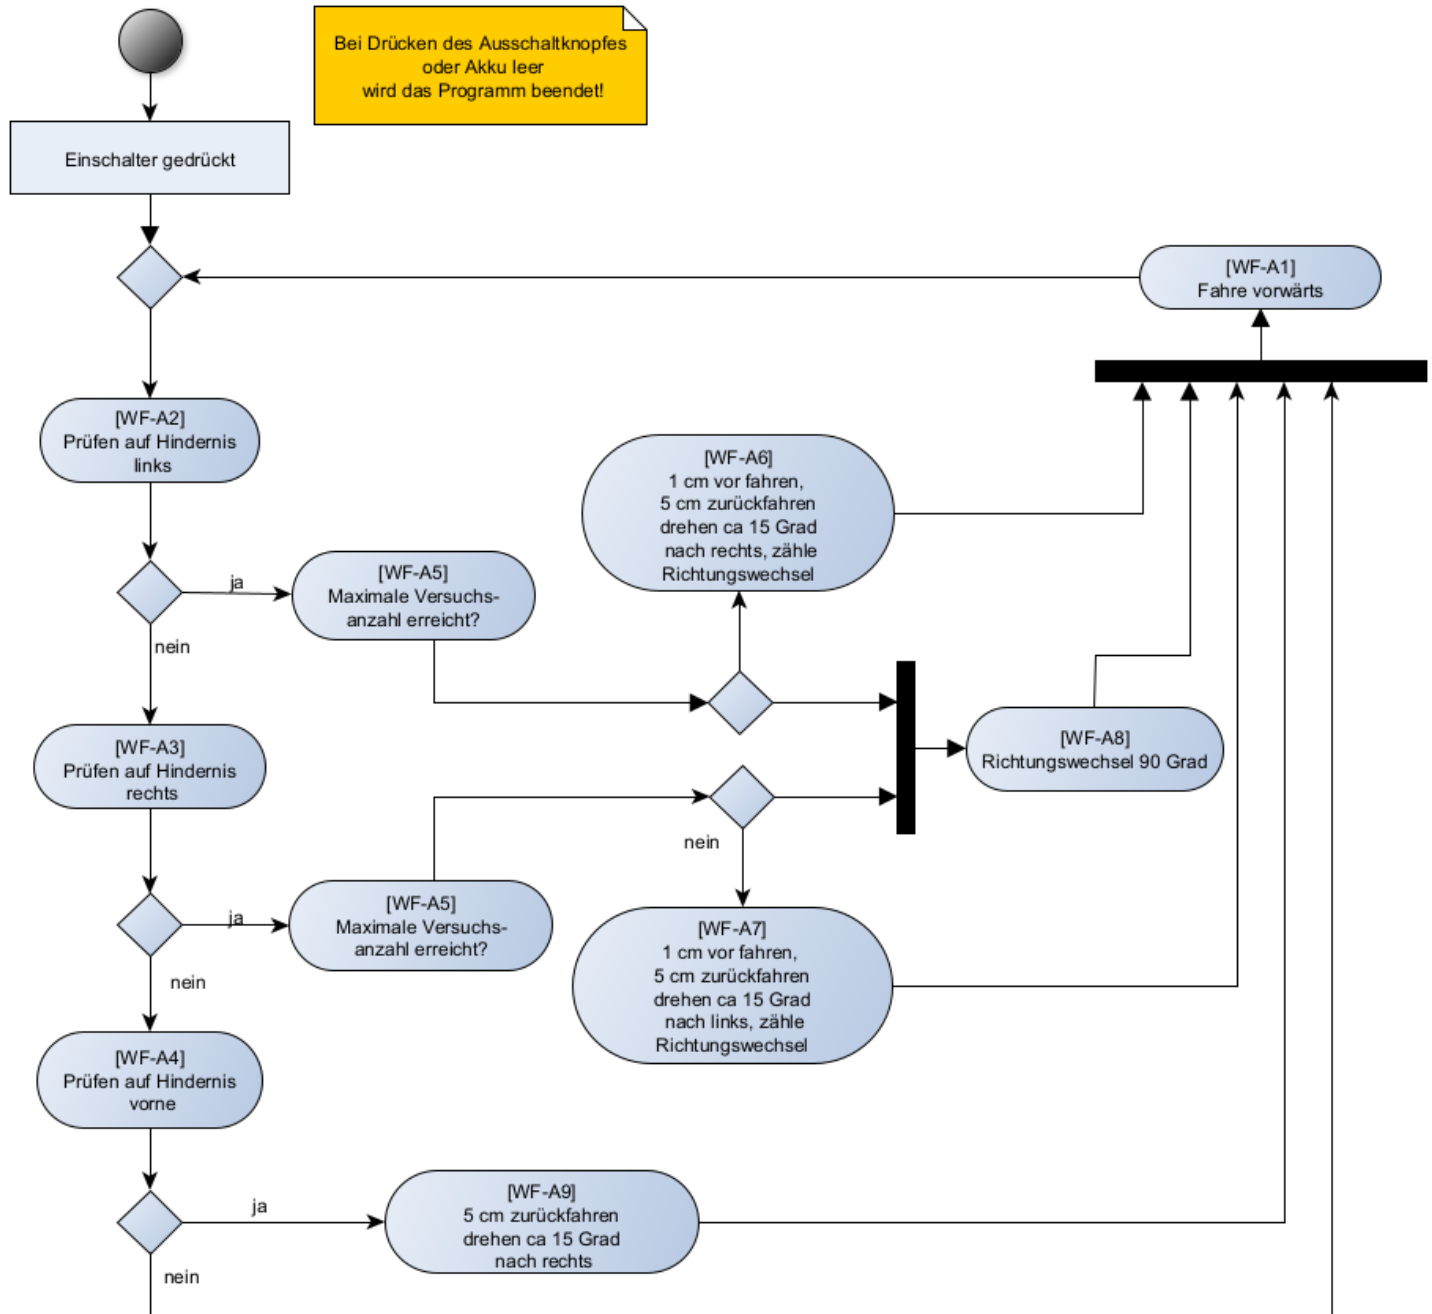 Bei Drücken des Ausschaltknopfes
oder Akku leer
wird das Programm beendet!
Einschalter gedrückt
[WF-A1]
Fahre vorwärts
[WF-A2]
Prüfen auf Hindernis
links
ja
nein
[WF-A5]
Maximale Versuchs-
anzahl erreicht?
[WF-A6]
1 cm vor fahren,
5 cm zurückfahren
drehen ca 15 Grad
nach rechts, zähle
Richtungswechsel
[WF-A8]
Richtungswechsel 90 Grad
[WF-A3]
Prüfen auf Hindernis
rechts
ja
nein
[WF-A5]
Maximale Versuchs-
anzahl erreicht?
nein
[WF-A7]
1 cm vor fahren,
5 cm zurückfahren
drehen ca 15 Grad
nach links, zähle
Richtungswechsel
[WF-A4]
Prüfen auf Hindernis
vorne
ja
nein
[WF-A9]
5 cm zurückfahren
drehen ca 15 Grad
nach rechts